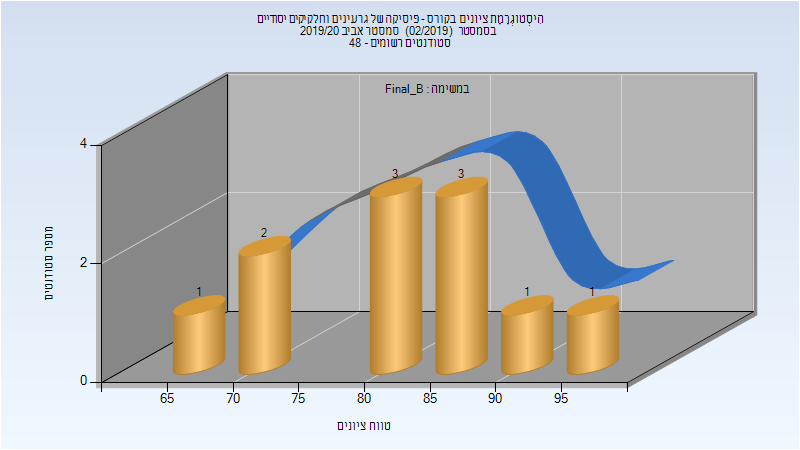 היסטוגרמת ציונים בקורס - פיסיקה של גרעינים וחלקיקים יסודיים
בסמסטר (02/2019) סמסטר אביב 2019/20
סטודנטים רשומים - 48
במשימה : Final_B
4
2
0
מספר סטודנטים
1
2
3
3
1
1
65
70
75
80
85
90
95
טווח ציונים